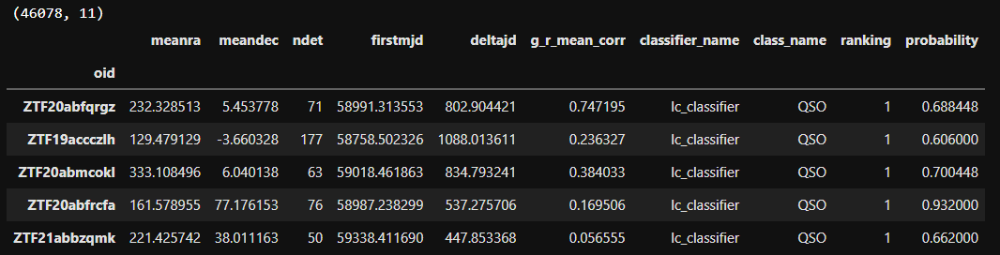 (46078, 11)
meanra meandec ndet firstmjd deltajd g_r_mean_corr classifier_name class_name ranking probability
oid
ZTF20abfqrgz 232.328513 5.453778 71 58991.313553 802.904421 0.747195 lc_classifier QSO 1 0.688448
ZTF19accczlh 129.479129 -3.660328 177 58758.502326 1088.013611 0.236327 lc_classifier QSO 1 0.606000
ZTF20abmcokl 333.108496 6.040138 63 59018.461863 834.793241 0.384033 lc_classifier QSO 1 0.700448
ZTF20abfrcfa 161.578955 77.176153 76 58987.238299 537.275706 0.169506 lc_classifier QSO 1 0.932000
ZTF21abbzqmk 221.425742 38.011163 50 59338.411690 447.853368 0.056555 lc_classifier QSO 1 0.662000